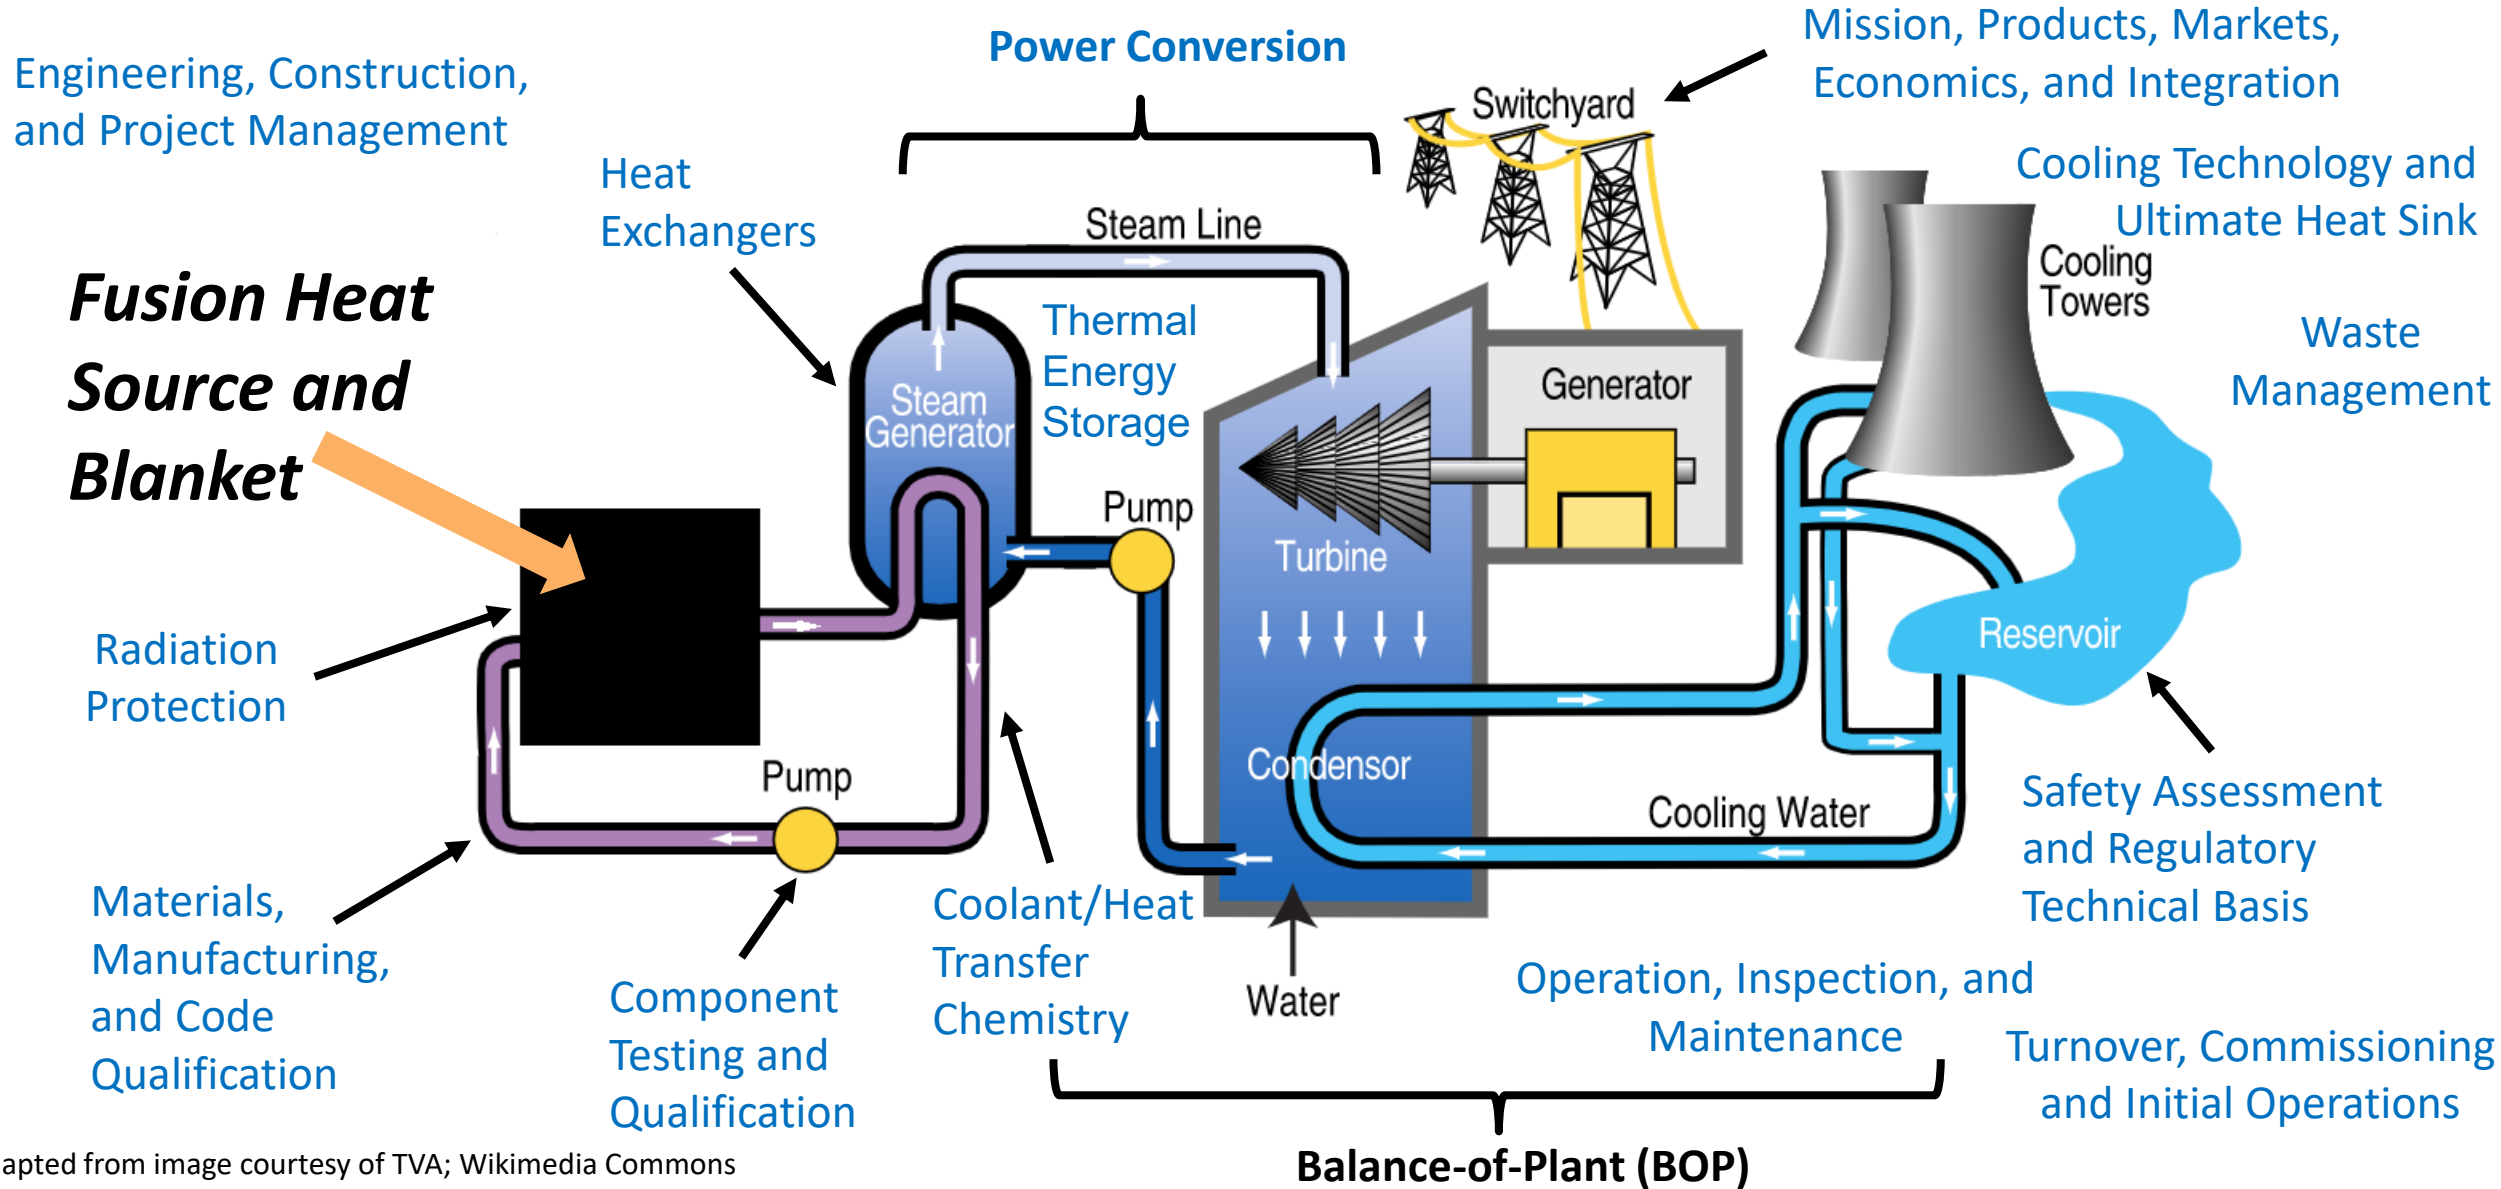 Engineering, Construction,
and Project Management
Power Conversion
Mission, Products, Markets,
Economics, and Integration
Switchyard
Heat
Exchangers
Cooling Technology and
Ultimate Heat Sink
Steam Line
Cooling
Towers
Fusion Heat
Source and
Blanket
Thermal
Energy
Storage
Waste
Management
Steam
Generator
Generator
Pump
Turbine
Reservoir
Radiation
Protection
Pump
Condensor
Cooling Water
Safety Assessment
and Regulatory
Technical Basis
Materials,
Manufacturing,
and Code
Qualification
Component
Testing and
Qualification
Coolant/Heat
Transfer
Chemistry
Water
Operation, Inspection, and
Maintenance
Turnover, Commissioning
and Initial Operations
Balance-of-Plant (BOP)
apted from image courtesy of TVA; Wikimedia Commons